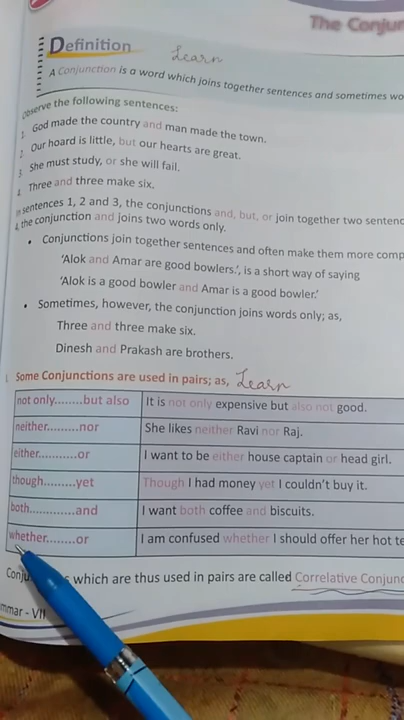 The Conjun
Definition
Learn
A Conjunction is a word which joins together sentences and sometimes wo
Observe the following sentences:
1. God made the country and man made the town.
2. Our hoard is little, but our hearts are great.
3. She must study, or she will fail.
4. Three and three make six.
In sentences 1, 2 and 3, the conjunctions and, but, or join together two sentenc
4, the conjunction and joins two words only.
• Conjunctions join together sentences and often make them more comp
'Alok and Amar are good bowlers.', is a short way of saying
'Alok is a good bowler and Amar is a good bowler.'
• Sometimes, however, the conjunction joins words only; as,
Three and three make six.
Dinesh and Prakash are brothers.
Some Conjunctions are used in pairs; as, Learn
not only........but also It is not only expensive but also not good.
neither.........nor She likes neither Ravi nor Raj.
either...........or I want to be either house captain or head girl.
though.......yet Though I had money yet I couldn't buy it.
both............and I want both coffee and biscuits.
whether........or I am confused whether I should offer her hot te
which are thus used in pairs are called Correlative Conjunc
mmar - VII